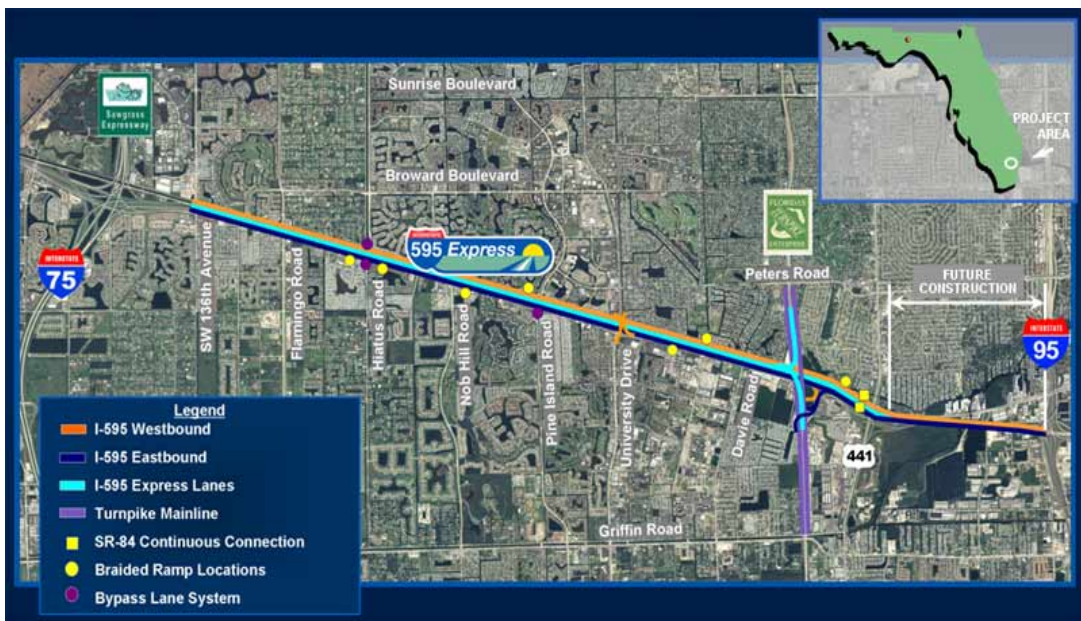 Sunrise Boulevard
Sawgrass
Expressway
PROJECT
AREA
Broward Boulevard
INTERSTATE
595 Express
INTERSTATE
75
SW 136th Avenue
Flamingo Road
Hiatus Road
Nob Hill Road
Pine Island Road
University Drive
Davie Road
Peters Road
FUTURE
CONSTRUCTION
INTERSTATE
95
441
Griffin Road
Legend
I-595 Westbound
I-595 Eastbound
I-595 Express Lanes
Turnpike Mainline
SR-84 Continuous Connection
Braided Ramp Locations
Bypass Lane System